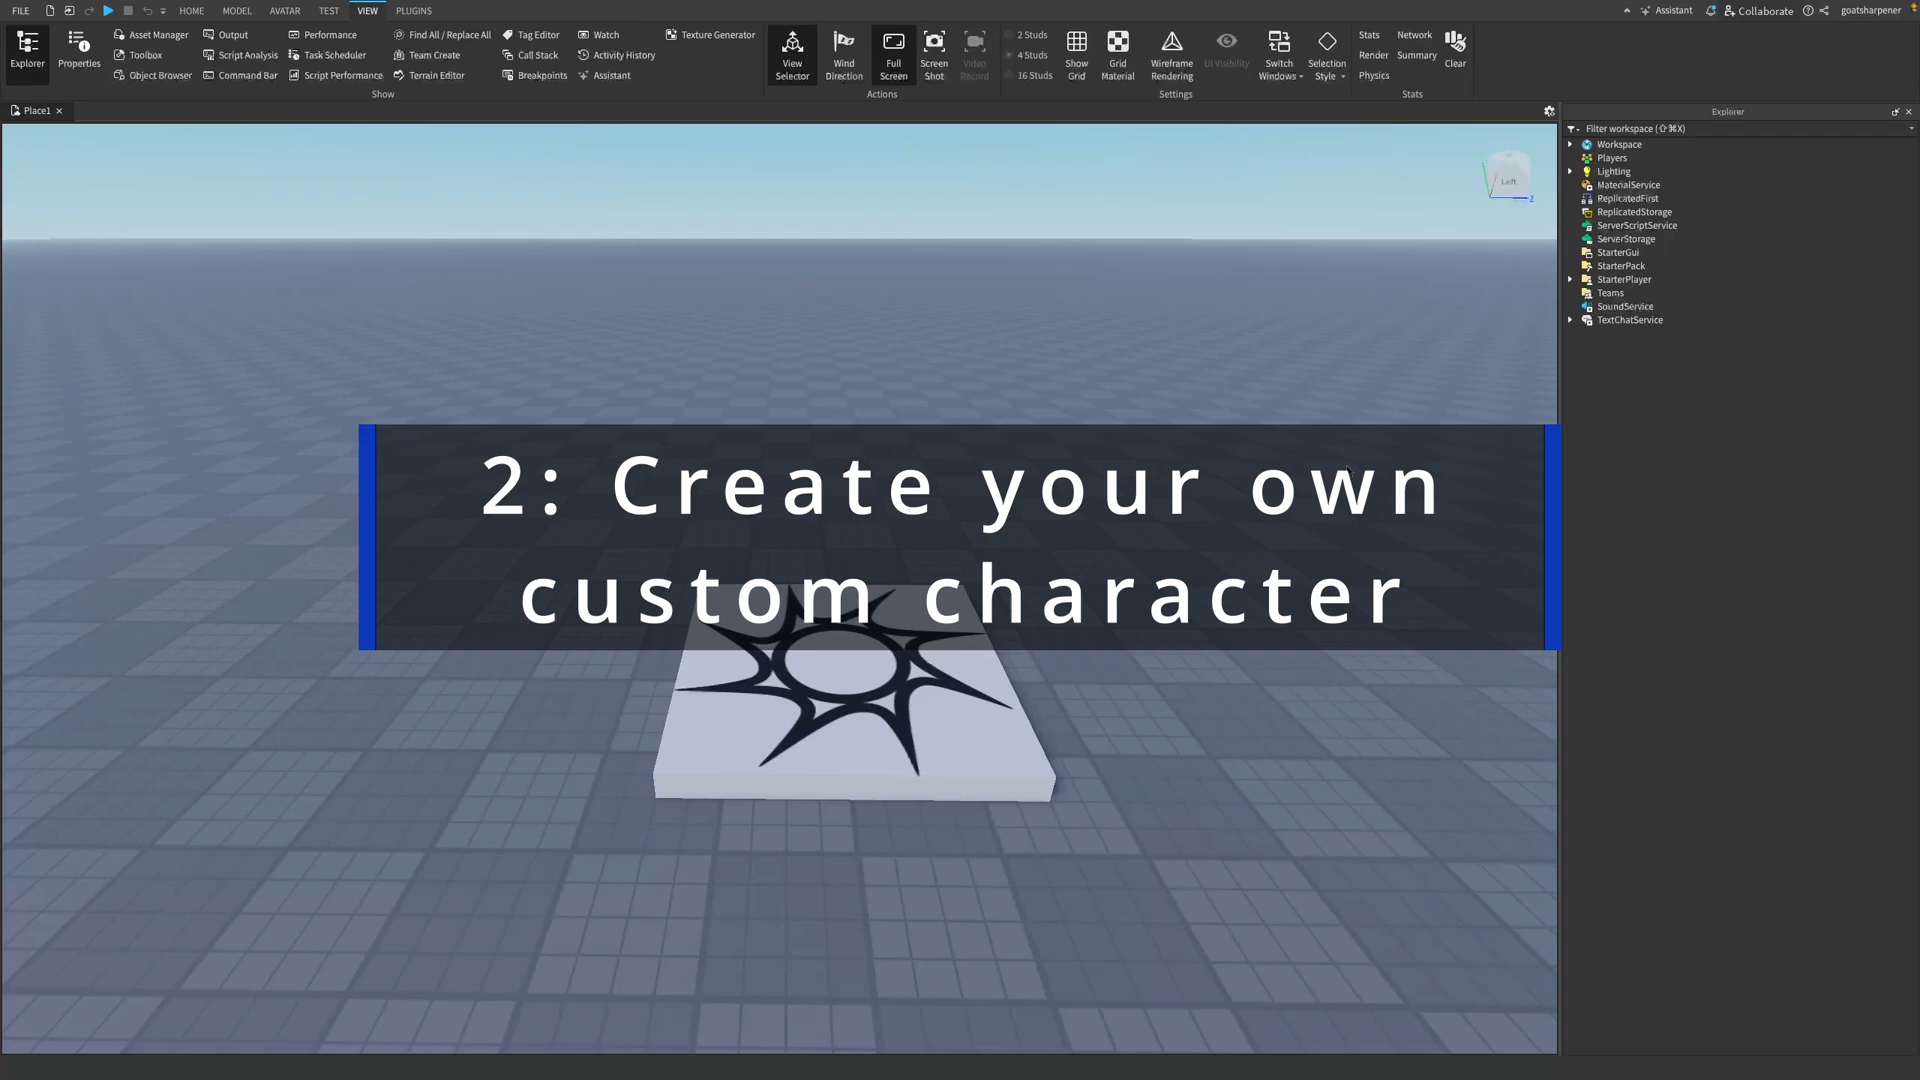 FILE HOME MODEL AVATAR TEST VIEW PLUGINS Assistant Collaborate goatsharpener
Explorer
Properties
Asset Manager
Toolbox
Object Browser
Output
Script Analysis
Command Bar
Performance
Task Scheduler
Script Performance
Find All / Replace All
Team Create
Terrain Editor
Tag Editor
Call Stack
Breakpoints
Watch
Activity History
Assistant
Texture Generator
Show
View
Selector
Wind
Direction
Full
Screen
Screen
Shot
Video
Record
Actions
2 Studs
4 Studs
16 Studs
Show
Grid
Grid
Material
Wireframe
Rendering
UI Visibility
Switch
Windows
Selection
Style
Settings
Stats
Render
Physics
Network
Summary
Clear
Stats
Place1
Left
Z
2: Create your own
custom character
Explorer
Filter workspace (⇧⌘X)
Workspace
Players
Lighting
MaterialService
ReplicatedFirst
ReplicatedStorage
ServerScriptService
ServerStorage
StarterGui
StarterPack
StarterPlayer
Teams
SoundService
TextChatService